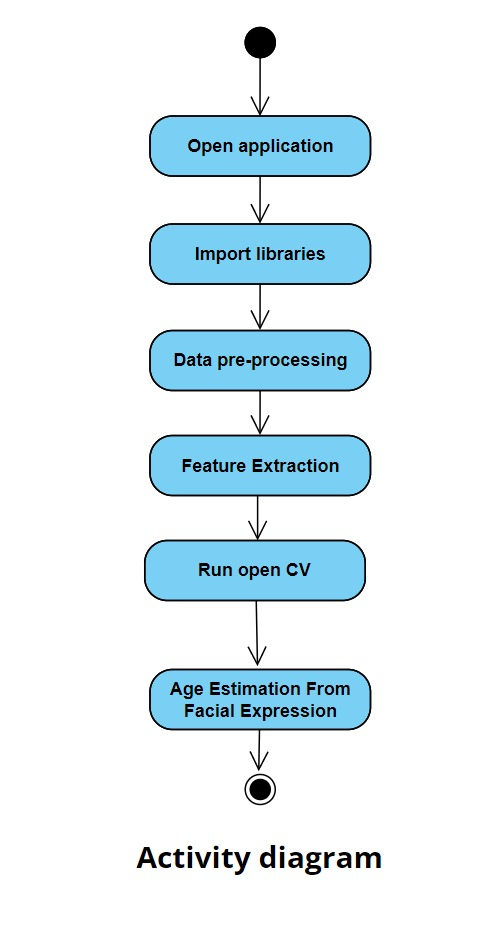 Open application
Import libraries
Data pre-processing
Feature Extraction
Run open CV
Age Estimation From
Facial Expression
Activity diagram